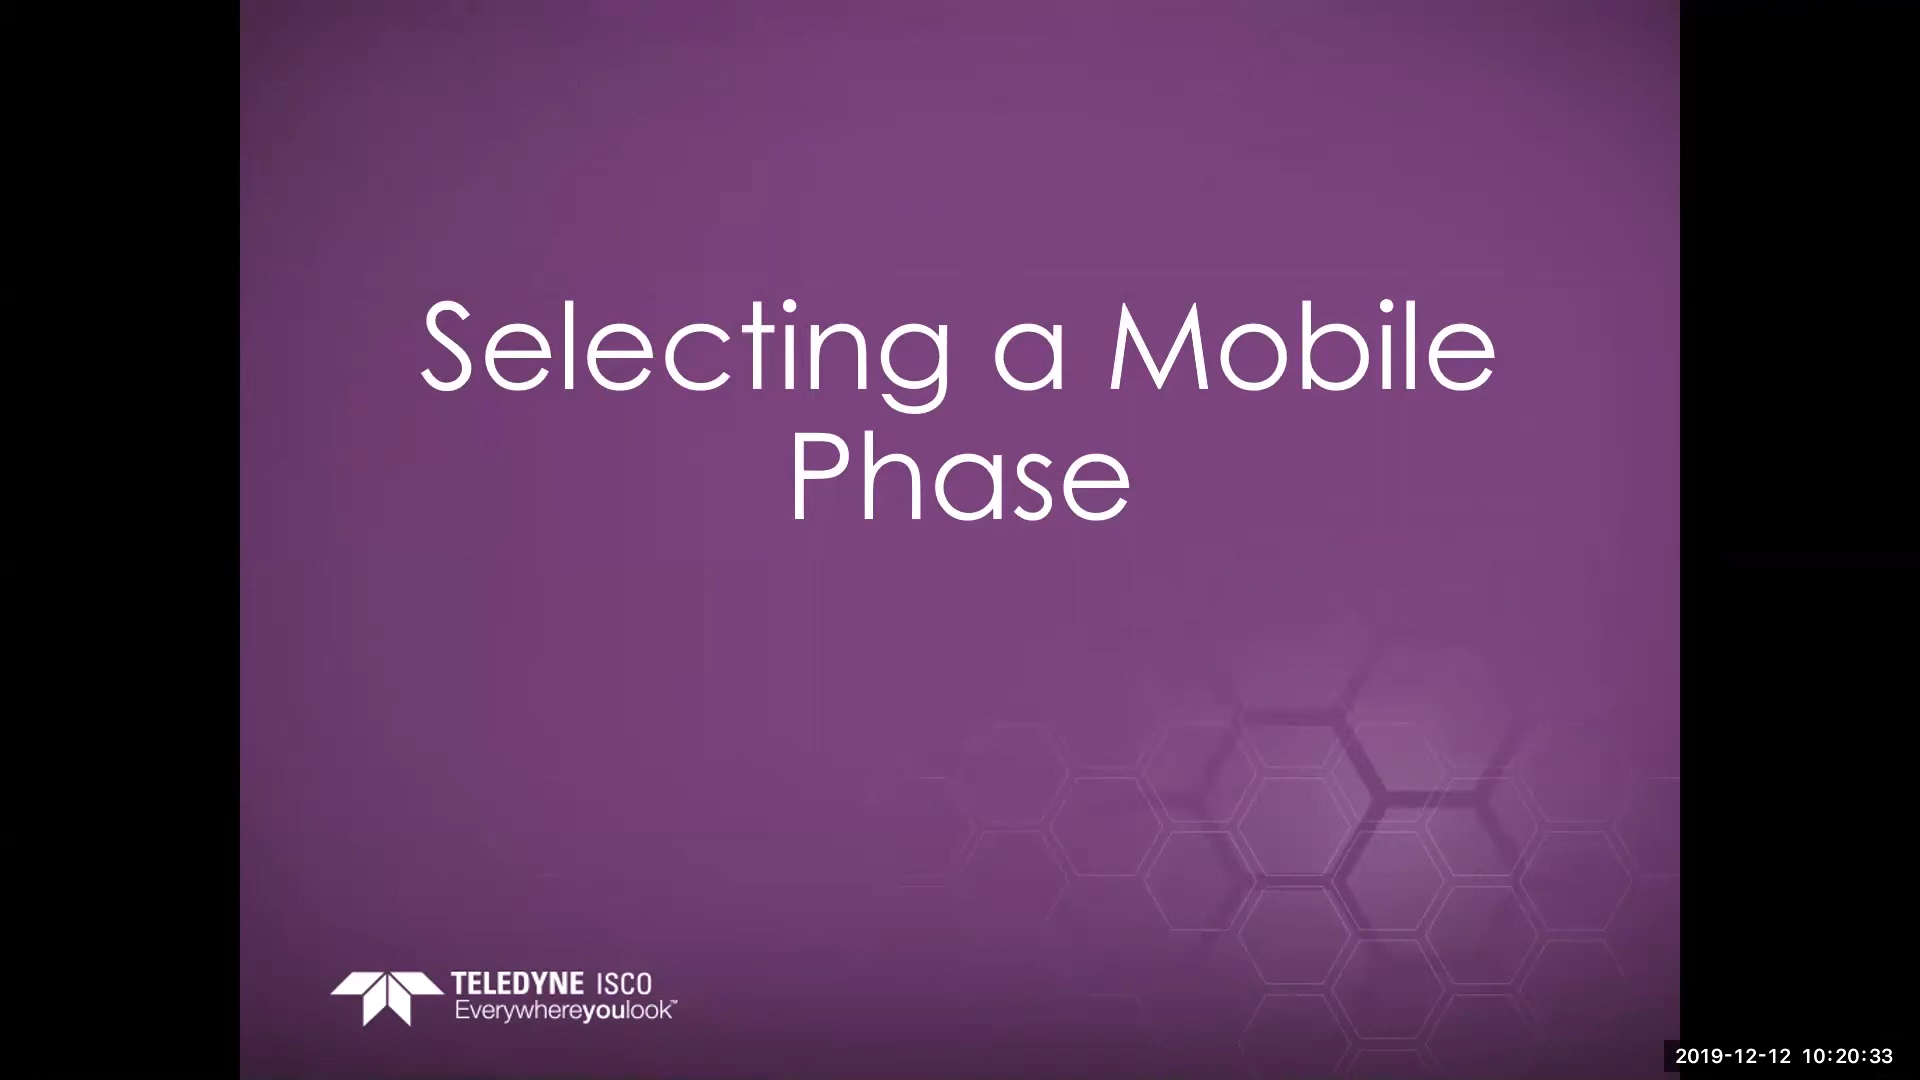 Selecting a Mobile
Phase
TELEDYNE ISCO
Everywhereyoulook™
2019-12-12 10:20:33